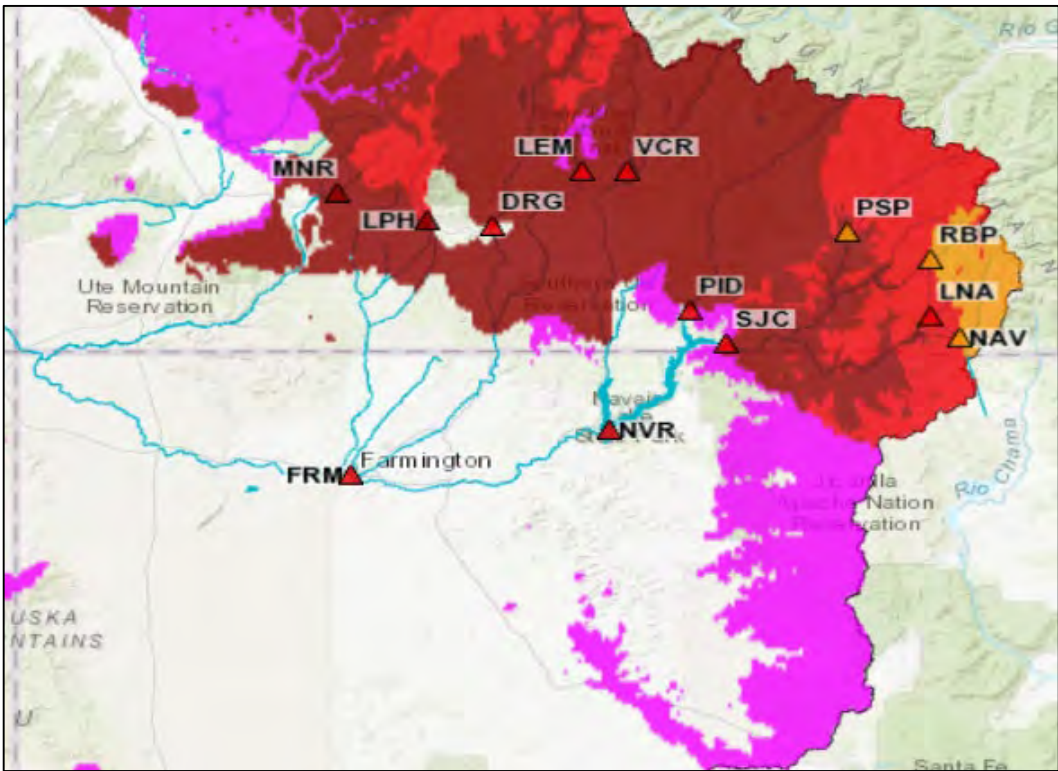 Rio G
LEM
VCR
MNR
PSP
LPH
DRG
RBP
Ute Mountain
Reservation
LNA
PID
SJC
NAV
NVR
FRM
Farmington
Rio Chama
Apache Nation
Reservation
USKA
NTAINS
U
Santa Fe